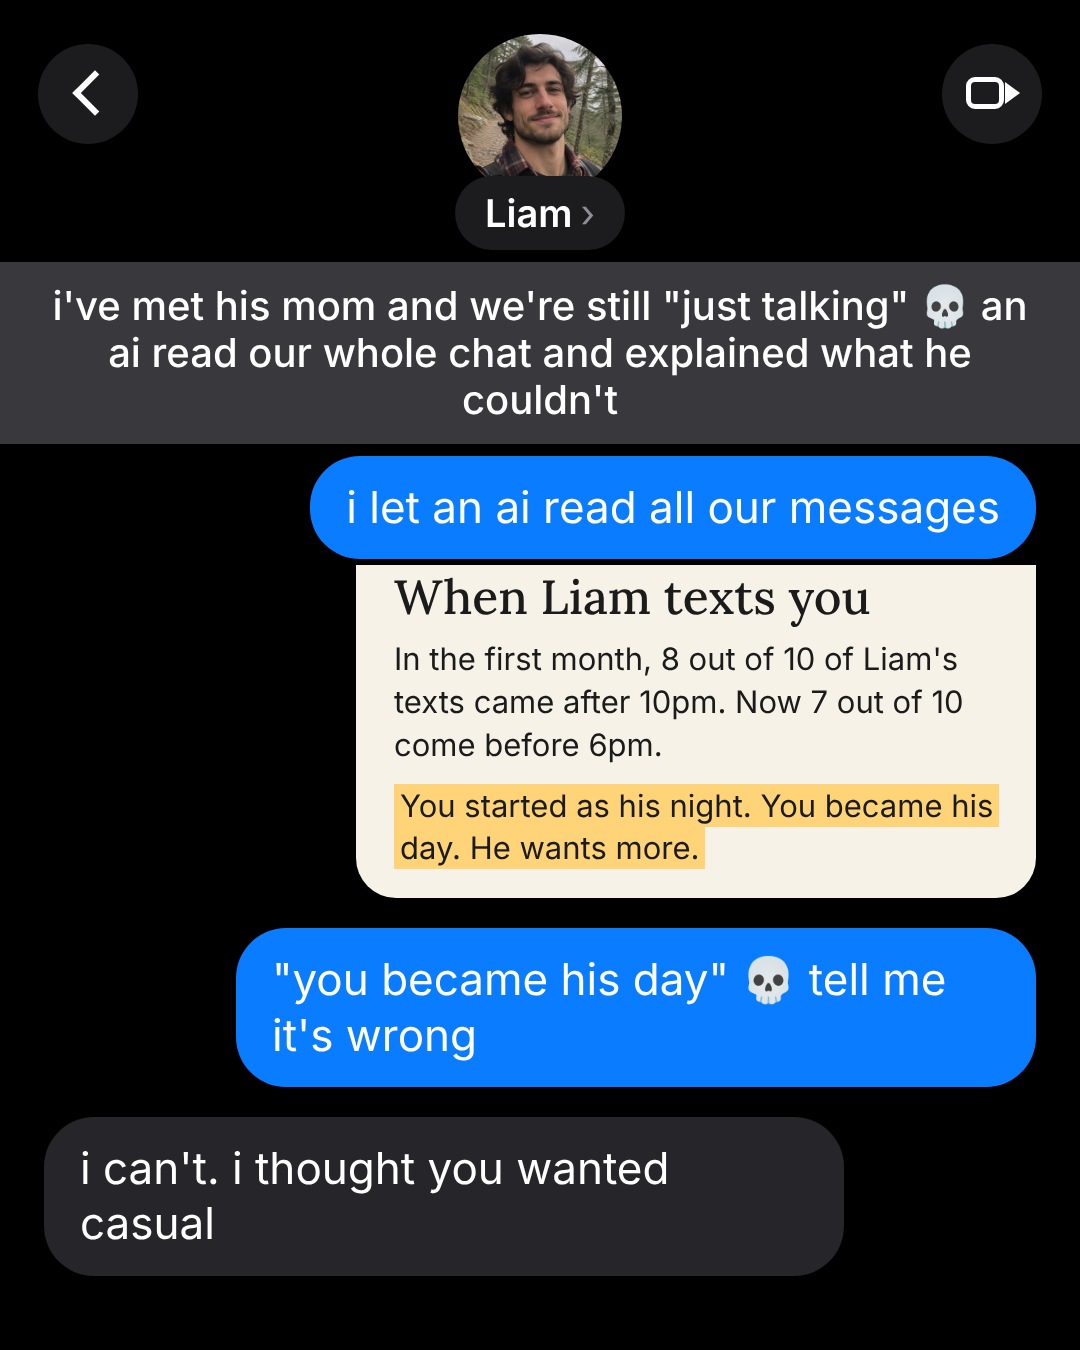 Liam ›
i've met his mom and we're still "just talking" 💀 an
ai read our whole chat and explained what he
couldn't
i let an ai read all our messages
When Liam texts you
In the first month, 8 out of 10 of Liam's
texts came after 10pm. Now 7 out of 10
come before 6pm.
You started as his night. You became his
day. He wants more.
"you became his day" 💀 tell me
it's wrong
i can't. i thought you wanted
casual